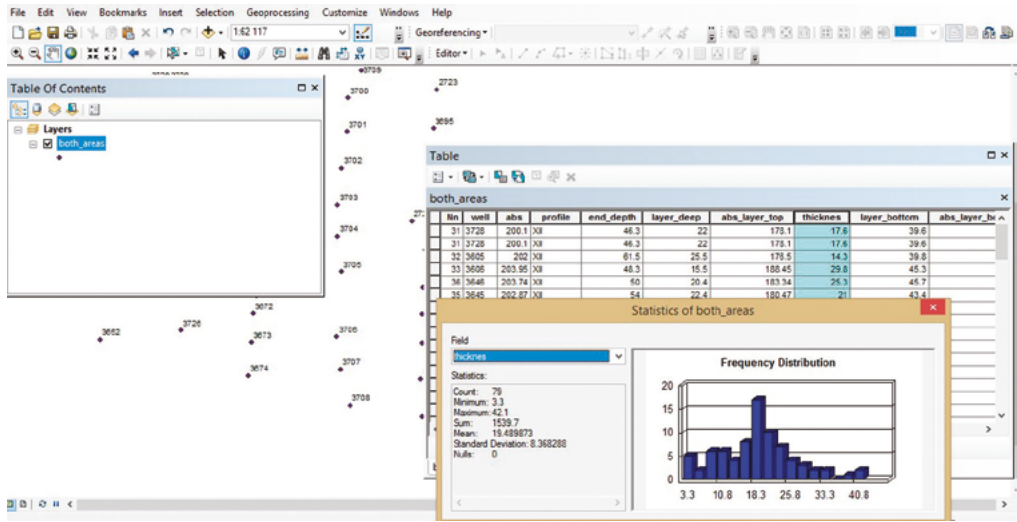 File Edit View Bookmarks Insert Selection Geoprocessing Customize Windows Help
1:62 117 Georeferencing
Editor
Table Of Contents
Layers
both_areas
3709
3700
2723
3701
3695
3702
3703
3704
3705
3672
3652
3726
3673
3706
3674
3707
3708
Table
both_areas
Nn well abs profile end_depth layer_deep abs_layer_top thicknes layer_bottom
31 3728 200.1 XII 46.3 22 178.1 17.6 39.6
31 3728 200.1 XII 46.3 22 178.1 17.6 39.6
32 3605 202 XII 61.5 25.5 176.5 14.3 39.8
33 3606 203.95 XII 48.3 15.5 188.45 29.8 45.3
36 3646 203.74 XII 50 20.4 183.34 25.3 45.7
35 3645 202.87 XII 54 22.4 180.47 21 43.4
Statistics of both_areas
Field
thicknes
Statistics:
Count: 79
Minimum: 3.3
Maximum: 42.1
Sum: 1539.7
Mean: 19.489873
Standard Deviation: 8.368288
Nulls: 0
Frequency Distribution
20
15
10
5
0
3.3 10.8 18.3 25.8 33.3 40.8